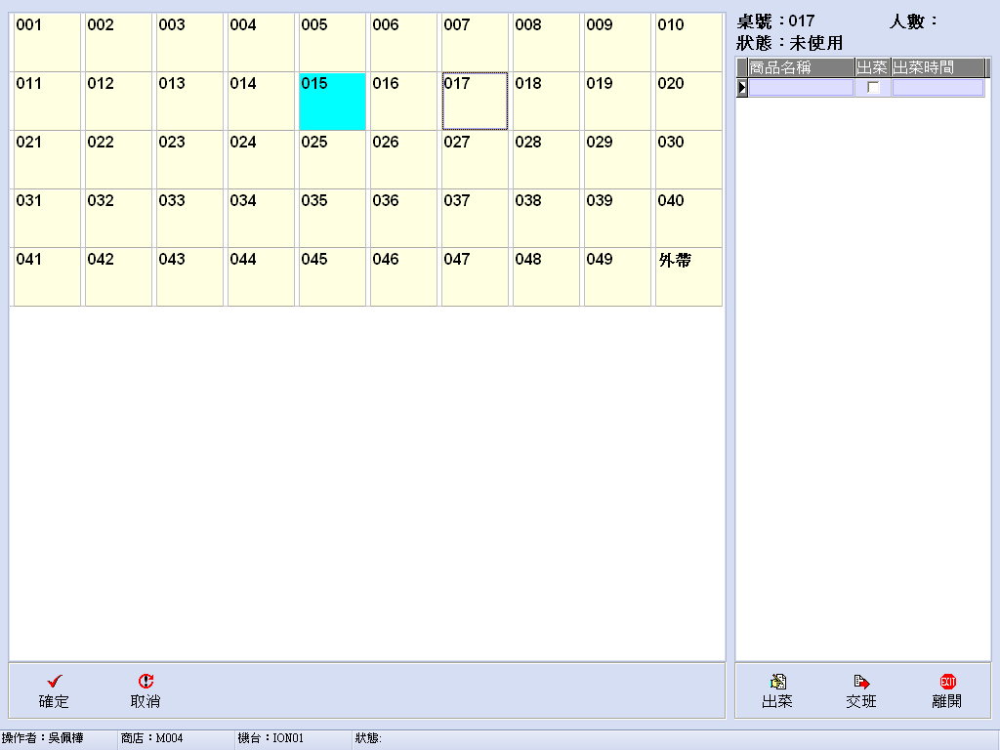 001 002 003 004 005 006 007 008 009 010
011 012 013 014 015 016 017 018 019 020
021 022 023 024 025 026 027 028 029 030
031 032 033 034 035 036 037 038 039 040
041 042 043 044 045 046 047 048 049 外帶
桌號：017 人數：
狀態：未使用
商品名稱 出菜 出菜時間
確定 取消
出菜 交班 EXIT 離開
操作者：吳佩樺 商店：M004 機台：ION01 狀態: